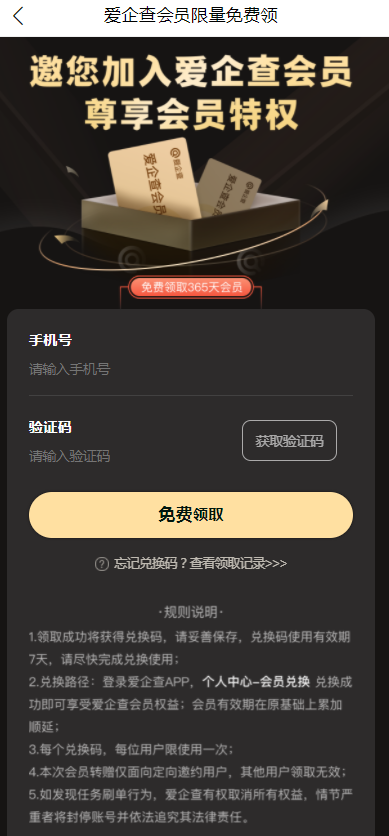 爱企查会员限量免费领
邀您加入爱企查会员
尊享会员特权
爱企查
爱企查会员
爱企查
爱企查会员
免费领取365天会员
手机号
请输入手机号
验证码
请输入验证码
获取验证码
免费领取
忘记兑换码？查看领取记录>>>
·规则说明·
1.领取成功将获得兑换码，请妥善保存，兑换码使用有效期
7天，请尽快完成兑换使用；
2.兑换路径：登录爱企查APP，个人中心-会员兑换 兑换成
功即可享受爱企查会员权益；会员有效期在原基础上累加
顺延；
3.每个兑换码，每位用户限使用一次；
4.本次会员转赠仅面向定向邀约用户，其他用户领取无效；
5.如发现任务刷单行为，爱企查有权取消所有权益，情节严
重者将封停账号并依法追究其法律责任。